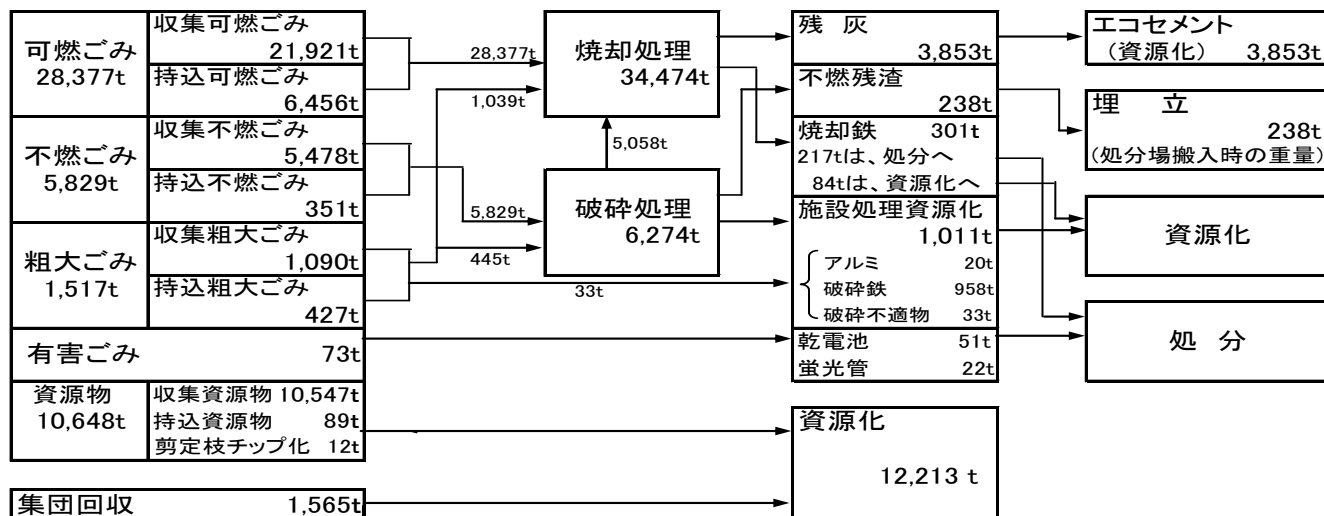 可燃ごみ
28,377t
収集可燃ごみ
21,921t
持込可燃ごみ
6,456t
不燃ごみ
5,829t
収集不燃ごみ
5,478t
持込不燃ごみ
351t
粗大ごみ
1,517t
収集粗大ごみ
1,090t
持込粗大ごみ
427t
有害ごみ 73t
資源物
10,648t
収集資源物 10,547t
持込資源物 89t
剪定枝チップ化 12t
集団回収 1,565t
28,377t
1,039t
5,829t
445t
33t
焼却処理
34,474t
5,058t
破砕処理
6,274t
残 灰
3,853t
不燃残渣
238t
焼却鉄 301t
217tは、処分へ
84tは、資源化へ
施設処理資源化
1,011t
アルミ 20t
破砕鉄 958t
破砕不適物 33t
乾電池 51t
蛍光管 22t
資源化
12,213 t
エコセメント
(資源化) 3,853t
埋 立
238t
(処分場搬入時の重量)
資源化
処 分